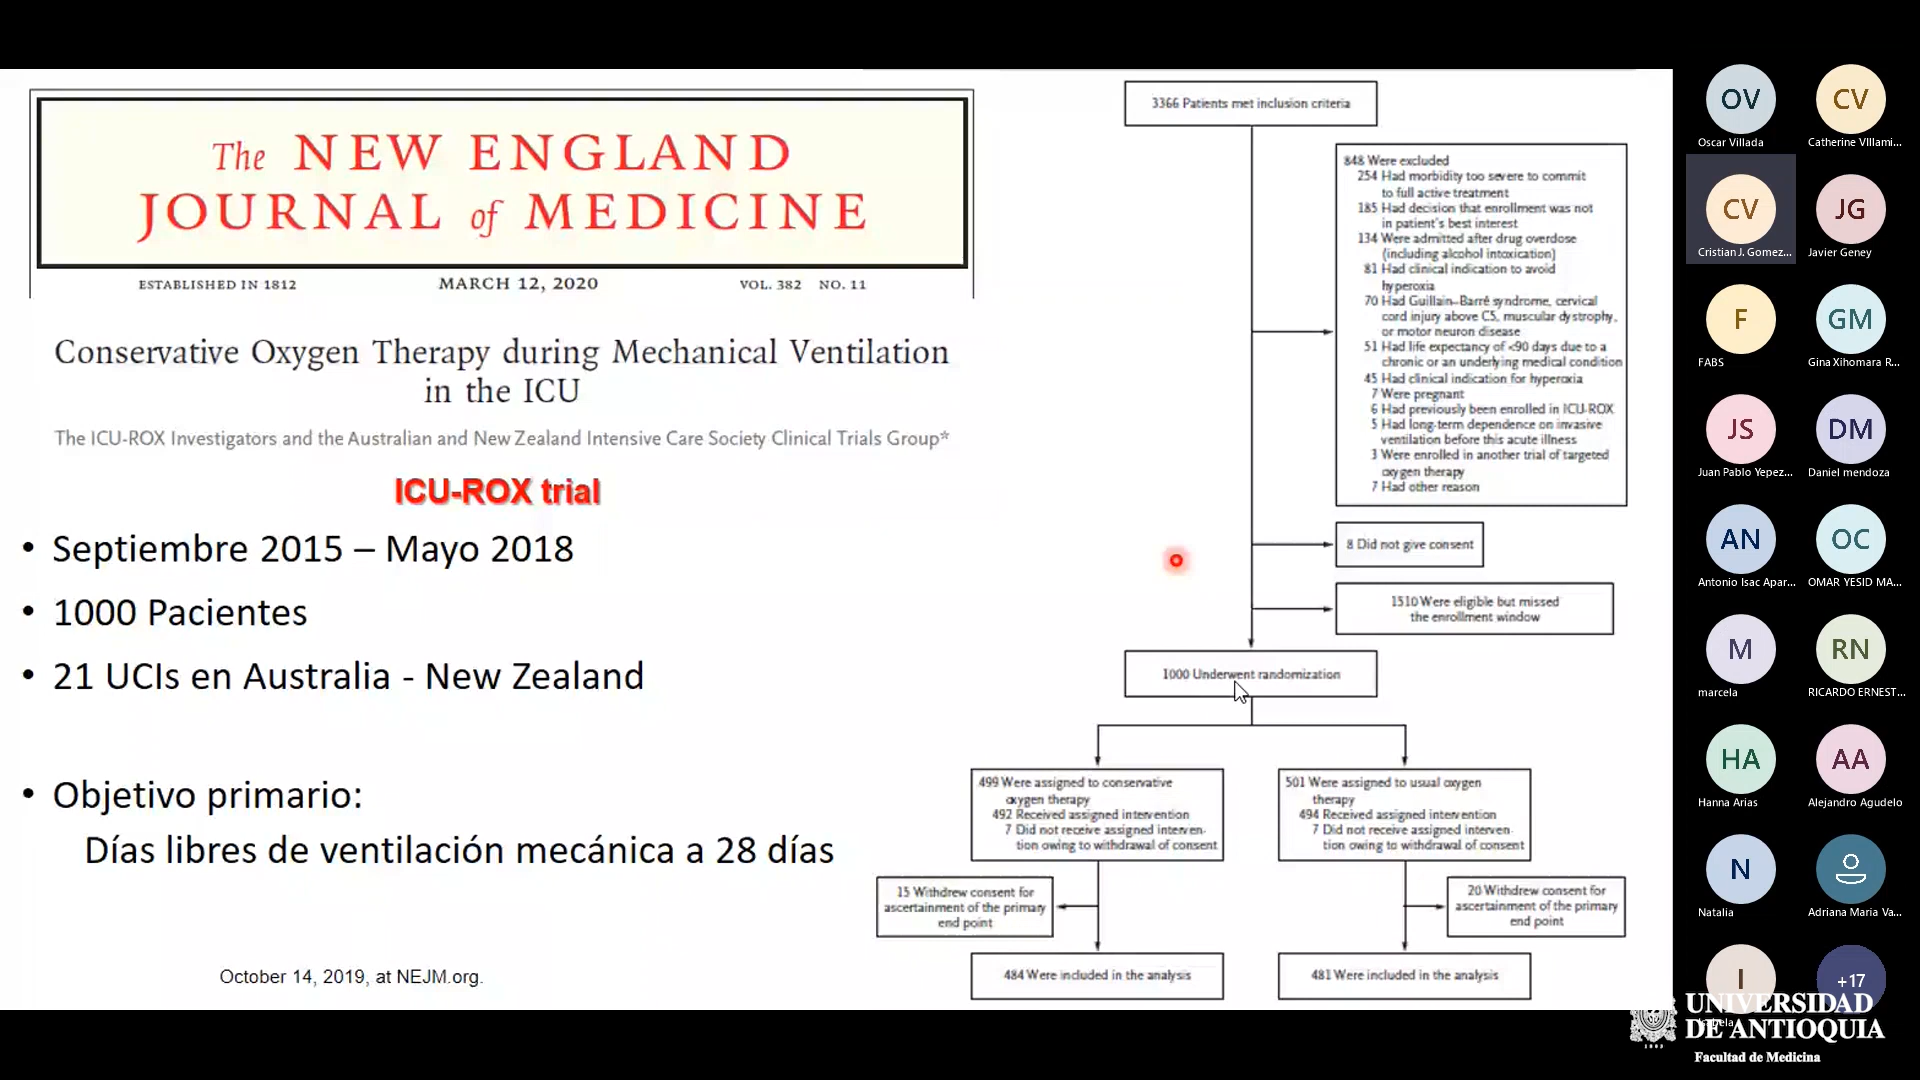 The NEW ENGLAND
JOURNAL of MEDICINE
ESTABLISHED IN 1812 MARCH 12, 2020 VOL. 382 NO. 11
Conservative Oxygen Therapy during Mechanical Ventilation
in the ICU
The ICU-ROX Investigators and the Australian and New Zealand Intensive Care Society Clinical Trials Group*
ICU-ROX trial
• Septiembre 2015 – Mayo 2018
• 1000 Pacientes
• 21 UCIs en Australia - New Zealand
• Objetivo primario:
Días libres de ventilación mecánica a 28 días
October 14, 2019, at NEJM.org.
3366 Patients met inclusion criteria
848 Were excluded
254 Had morbidity too severe to commit
to full active treatment
185 Had decision that enrollment was not
in patient's best interest
134 Were admitted after drug overdose
(including alcohol intoxication)
81 Had clinical indication to avoid
hyperoxia
70 Had Guillain–Barré syndrome, cervical
cord injury above C5, muscular dystrophy,
or motor neuron disease
51 Had life expectancy of <90 days due to a
chronic or an underlying medical condition
45 Had clinical indication for hyperoxia
7 Were pregnant
6 Had previously been enrolled in ICU-ROX
5 Had long-term dependence on invasive
ventilation before this acute illness
3 Were enrolled in another trial of targeted
oxygen therapy
7 Had other reason
8 Did not give consent
1510 Were eligible but missed
the enrollment window
1000 Underwent randomization
499 Were assigned to conservative
oxygen therapy
492 Received assigned intervention
7 Did not receive assigned interven-
tion owing to withdrawal of consent
501 Were assigned to usual oxygen
therapy
494 Received assigned intervention
7 Did not receive assigned interven-
tion owing to withdrawal of consent
15 Withdrew consent for
ascertainment of the primary
end point
20 Withdrew consent for
ascertainment of the primary
end point
484 Were included in the analysis
481 Were included in the analysis
OV
Oscar Villada
CV
Catherine VIllami...
CV
Cristian J. Gomez...
JG
Javier Geney
F
FABS
GM
Gina Xihomara R...
JS
Juan Pablo Yepez...
DM
Daniel mendoza
AN
Antonio Isac Apar...
OC
OMAR YESID MA...
M
marcela
RN
RICARDO ERNEST...
HA
Hanna Arias
AA
Alejandro Agudelo
N
Natalia
Adriana Maria Va...
I
+17
UNIVERSIDAD
DE ANTIOQUIA
1803
Facultad de Medicina